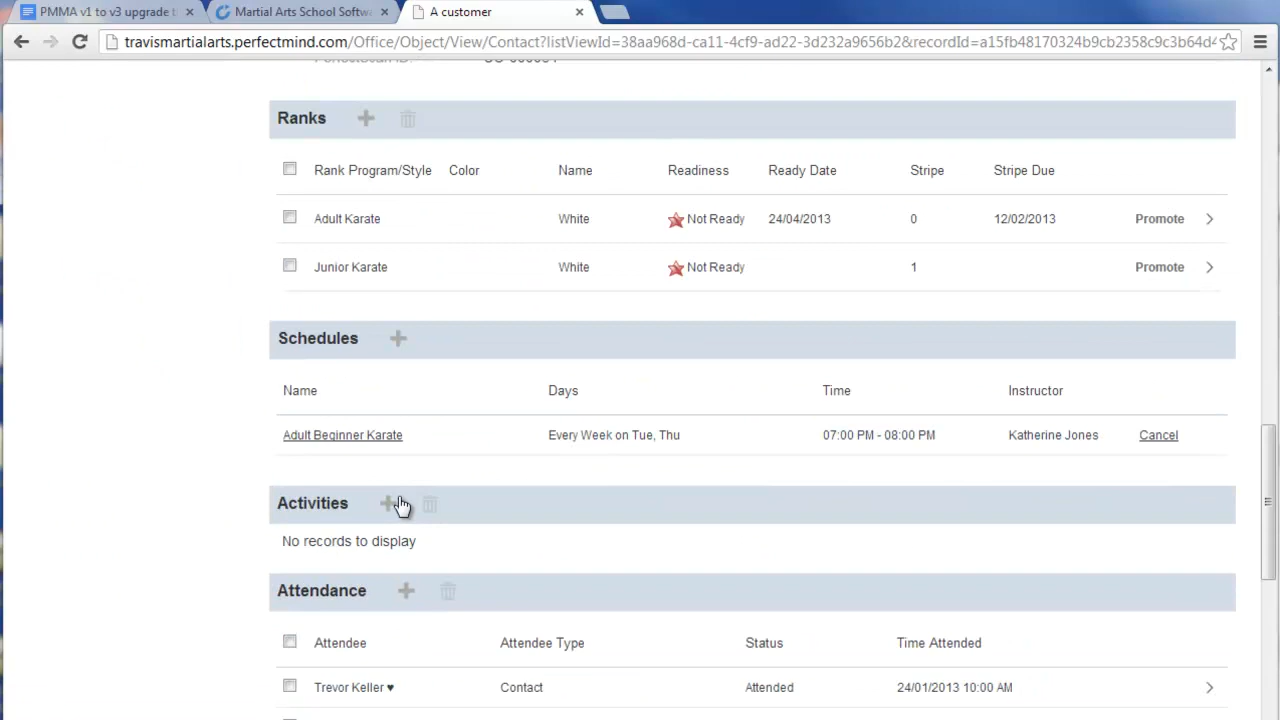 PMMA v1 to v3 upgrade t
Martial Arts School Softwa
A customer
travismartialarts.perfectmind.com/Office/Object/View/Contact?listViewId=38aa968d-ca11-4cf9-ad22-3d232a9656b2&recordId=a15fb48170324b9cb2358c9c3b64d4
Ranks
Rank Program/Style Color Name Readiness Ready Date Stripe Stripe Due
Adult Karate White Not Ready 24/04/2013 0 12/02/2013 Promote
Junior Karate White Not Ready 1 Promote
Schedules
Name Days Time Instructor
Adult Beginner Karate Every Week on Tue, Thu 07:00 PM - 08:00 PM Katherine Jones Cancel
Activities
No records to display
Attendance
Attendee Attendee Type Status Time Attended
Trevor Keller ♥ Contact Attended 24/01/2013 10:00 AM